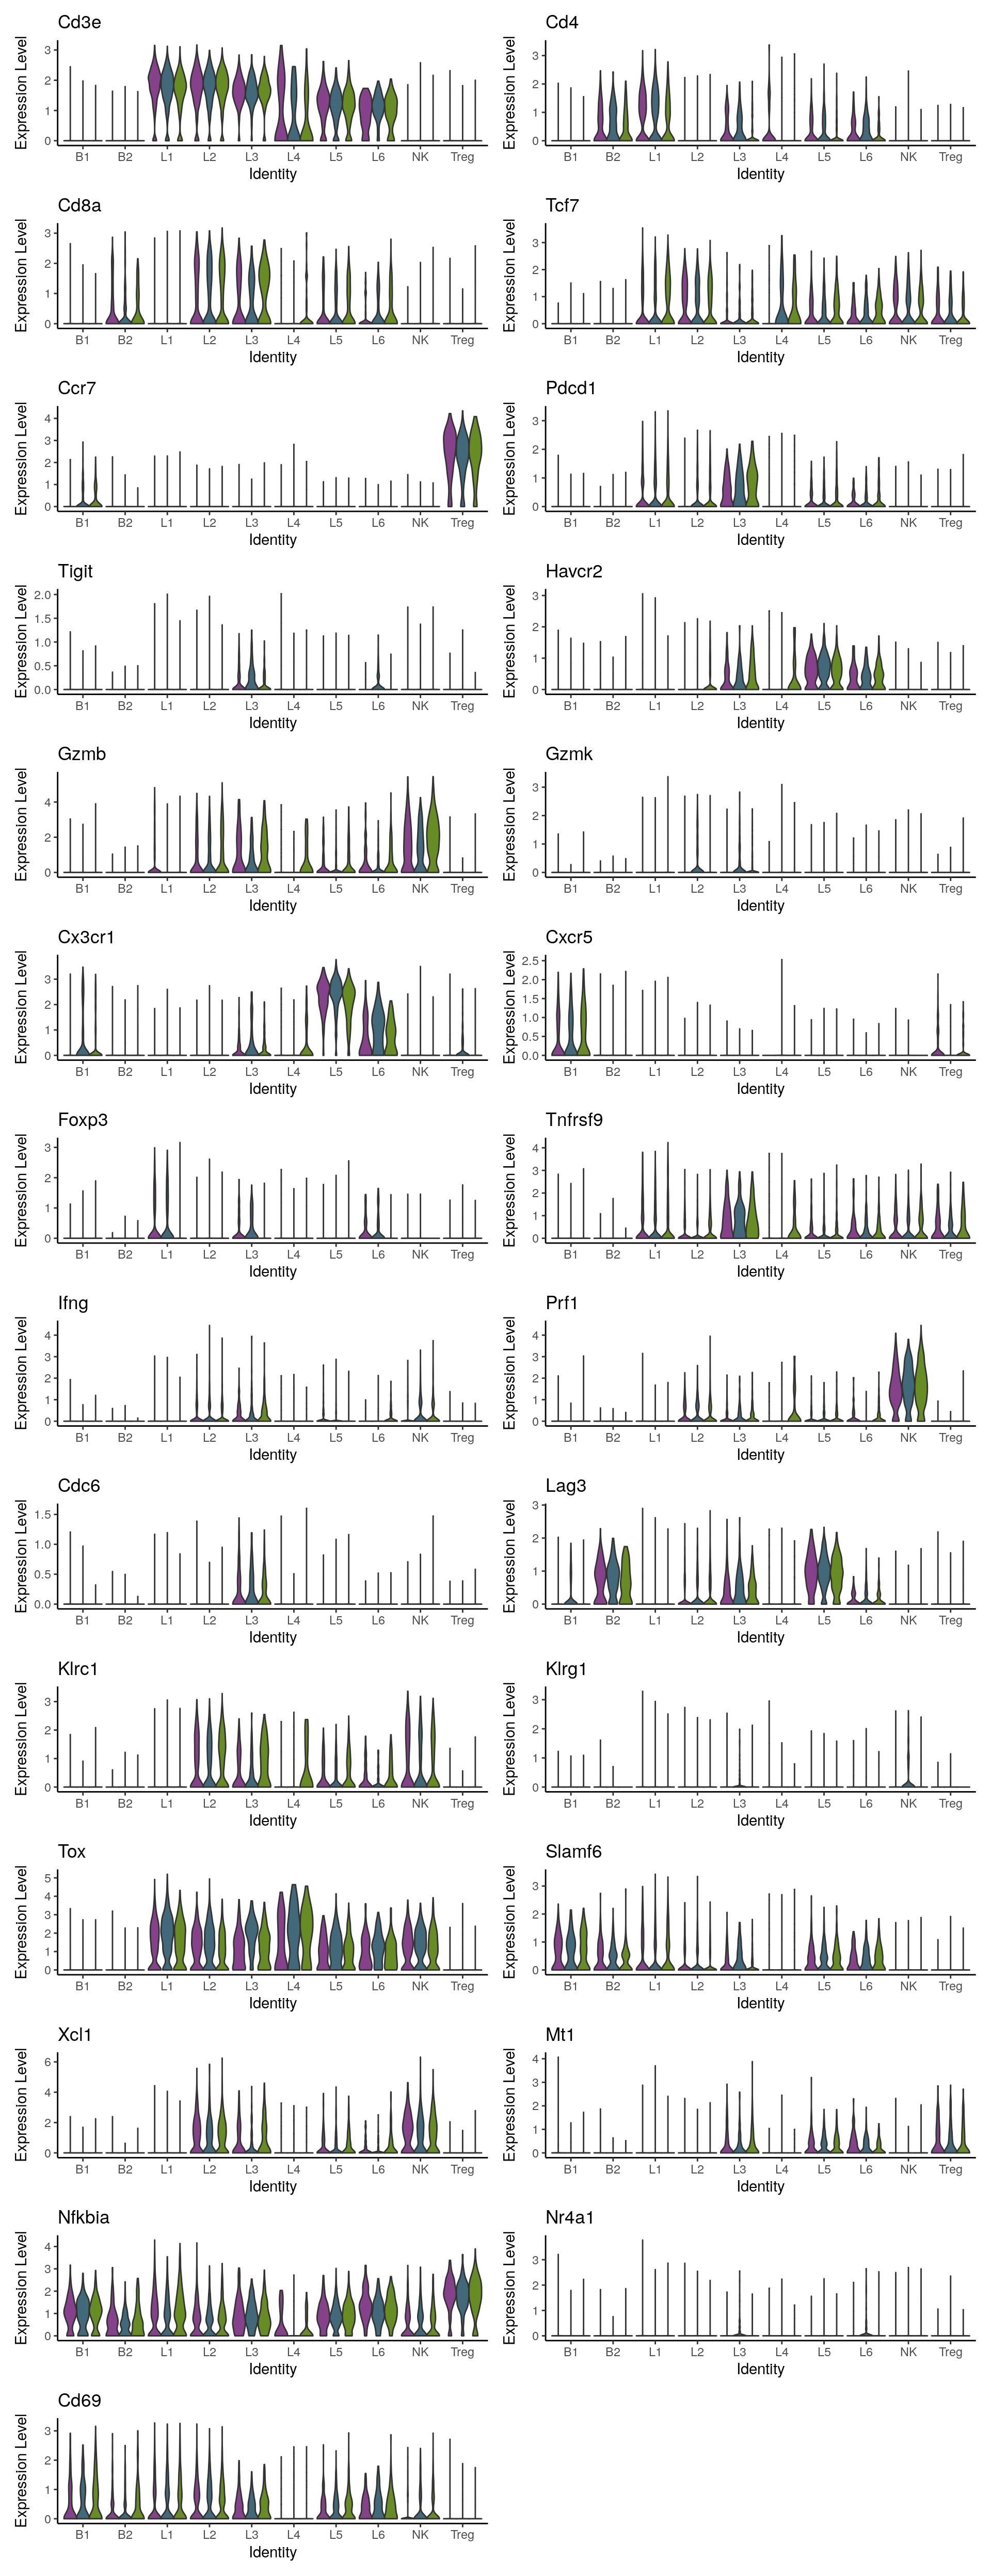 Cd3e
Expression Level
3
2
1
0
B1 B2 L1 L2 L3 L4 L5 L6 NK Treg
Identity
Cd4
Expression Level
3
2
1
0
B1 B2 L1 L2 L3 L4 L5 L6 NK Treg
Identity
Cd8a
Expression Level
3
2
1
0
B1 B2 L1 L2 L3 L4 L5 L6 NK Treg
Identity
Tcf7
Expression Level
3
2
1
0
B1 B2 L1 L2 L3 L4 L5 L6 NK Treg
Identity
Ccr7
Expression Level
4
3
2
1
0
B1 B2 L1 L2 L3 L4 L5 L6 NK Treg
Identity
Pdcd1
Expression Level
3
2
1
0
B1 B2 L1 L2 L3 L4 L5 L6 NK Treg
Identity
Tigit
Expression Level
2.0
1.5
1.0
0.5
0.0
B1 B2 L1 L2 L3 L4 L5 L6 NK Treg
Identity
Havcr2
Expression Level
3
2
1
0
B1 B2 L1 L2 L3 L4 L5 L6 NK Treg
Identity
Gzmb
Expression Level
4
2
0
B1 B2 L1 L2 L3 L4 L5 L6 NK Treg
Identity
Gzmk
Expression Level
3
2
1
0
B1 B2 L1 L2 L3 L4 L5 L6 NK Treg
Identity
Cx3cr1
Expression Level
3
2
1
0
B1 B2 L1 L2 L3 L4 L5 L6 NK Treg
Identity
Cxcr5
Expression Level
2.5
2.0
1.5
1.0
0.5
0.0
B1 B2 L1 L2 L3 L4 L5 L6 NK Treg
Identity
Foxp3
Expression Level
3
2
1
0
B1 B2 L1 L2 L3 L4 L5 L6 NK Treg
Identity
Tnfrsf9
Expression Level
4
3
2
1
0
B1 B2 L1 L2 L3 L4 L5 L6 NK Treg
Identity
Ifng
Expression Level
4
3
2
1
0
B1 B2 L1 L2 L3 L4 L5 L6 NK Treg
Identity
Prf1
Expression Level
4
3
2
1
0
B1 B2 L1 L2 L3 L4 L5 L6 NK Treg
Identity
Cdc6
Expression Level
1.5
1.0
0.5
0.0
B1 B2 L1 L2 L3 L4 L5 L6 NK Treg
Identity
Lag3
Expression Level
3
2
1
0
B1 B2 L1 L2 L3 L4 L5 L6 NK Treg
Identity
Klrc1
Expression Level
3
2
1
0
B1 B2 L1 L2 L3 L4 L5 L6 NK Treg
Identity
Klrg1
Expression Level
3
2
1
0
B1 B2 L1 L2 L3 L4 L5 L6 NK Treg
Identity
Tox
Expression Level
5
4
3
2
1
0
B1 B2 L1 L2 L3 L4 L5 L6 NK Treg
Identity
Slamf6
Expression Level
3
2
1
0
B1 B2 L1 L2 L3 L4 L5 L6 NK Treg
Identity
Xcl1
Expression Level
6
4
2
0
B1 B2 L1 L2 L3 L4 L5 L6 NK Treg
Identity
Mt1
Expression Level
4
3
2
1
0
B1 B2 L1 L2 L3 L4 L5 L6 NK Treg
Identity
Nfkbia
Expression Level
4
3
2
1
0
B1 B2 L1 L2 L3 L4 L5 L6 NK Treg
Identity
Nr4a1
Expression Level
3
2
1
0
B1 B2 L1 L2 L3 L4 L5 L6 NK Treg
Identity
Cd69
Expression Level
3
2
1
0
B1 B2 L1 L2 L3 L4 L5 L6 NK Treg
Identity